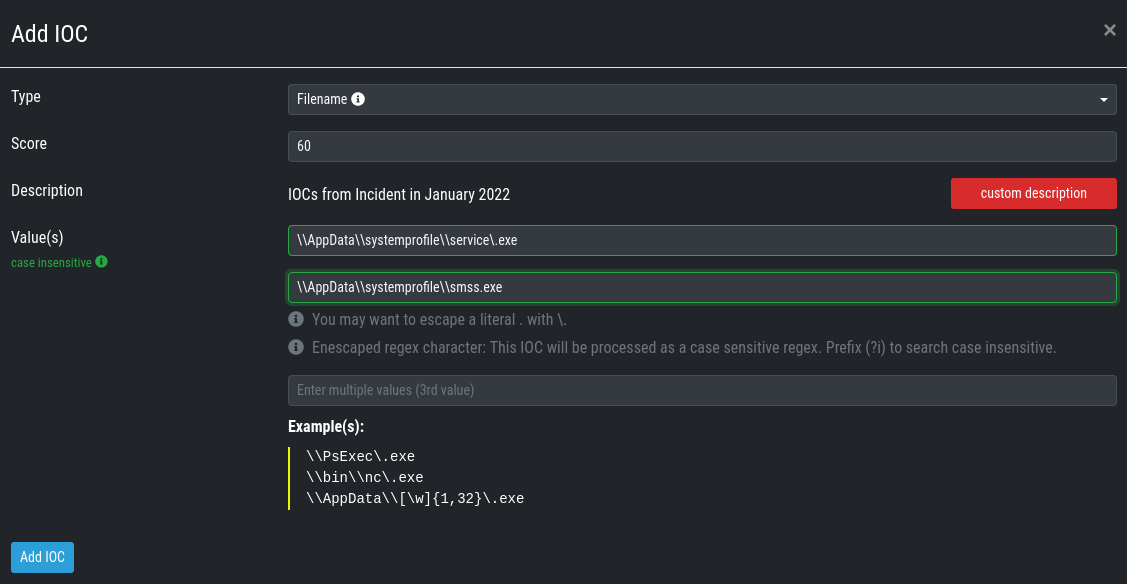 Add IOC
×
Type
Filename
Score
60
Description
IOCs from Incident in January 2022
custom description
Value(s)
case insensitive
\\AppData\\systemprofile\\service\.exe
\\AppData\\systemprofile\\smss.exe
You may want to escape a literal . with \.
Enescaped regex character: This IOC will be processed as a case sensitive regex. Prefix (?i) to search case insensitive.
Enter multiple values (3rd value)
Example(s):
\\PsExec\.exe
\\bin\\nc\.exe
\\AppData\\[\w]{1,32}\.exe
Add IOC